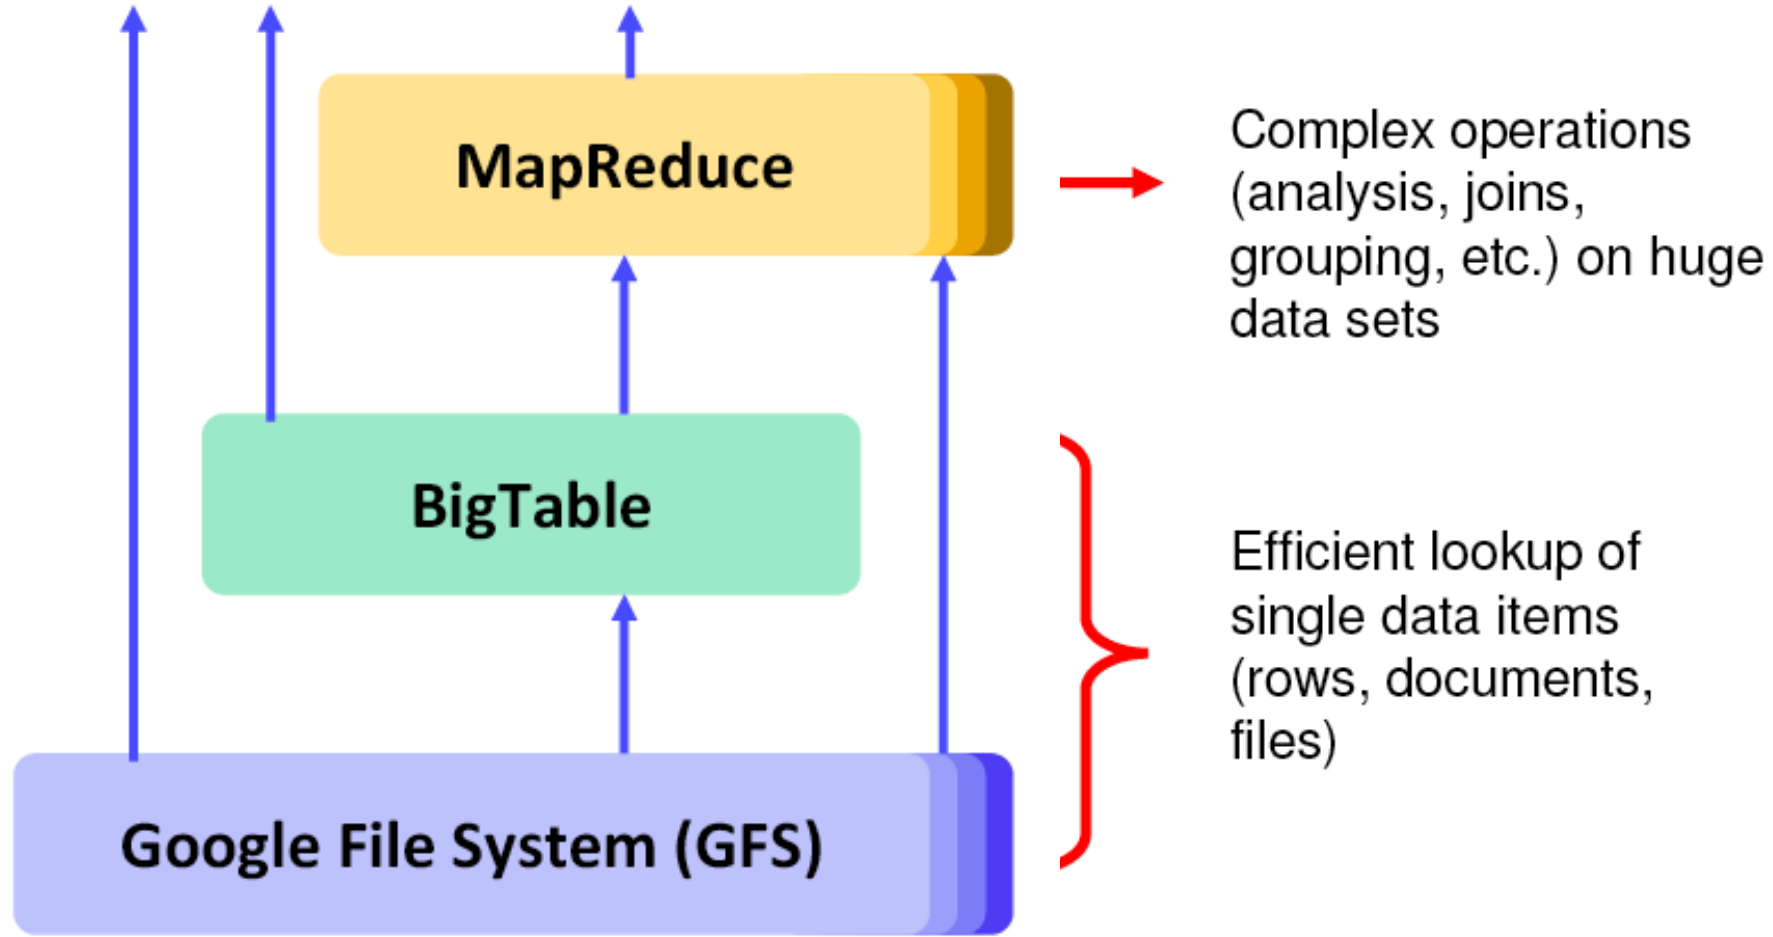 MapReduce
Complex operations
(analysis, joins,
grouping, etc.) on huge
data sets
BigTable
Efficient lookup of
single data items
(rows, documents,
files)
Google File System (GFS)